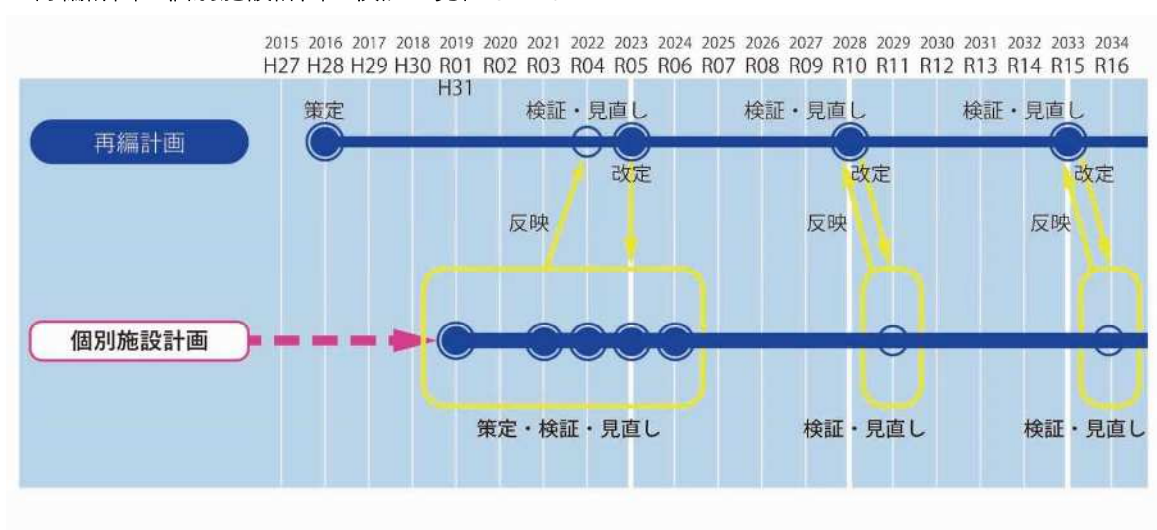 2015 2016 2017 2018 2019 2020 2021 2022 2023 2024 2025 2026 2027 2028 2029 2030 2031 2032 2033 2034
H27 H28 H29 H30 R01 R02 R03 R04 R05 R06 R07 R08 R09 R10 R11 R12 R13 R14 R15 R16
H31
策定 検証・見直し 検証・見直し 検証・見直し
再編計画
改定 改定 改定
反映 反映 反映
個別施設計画
策定・検証・見直し 検証・見直し 検証・見直し